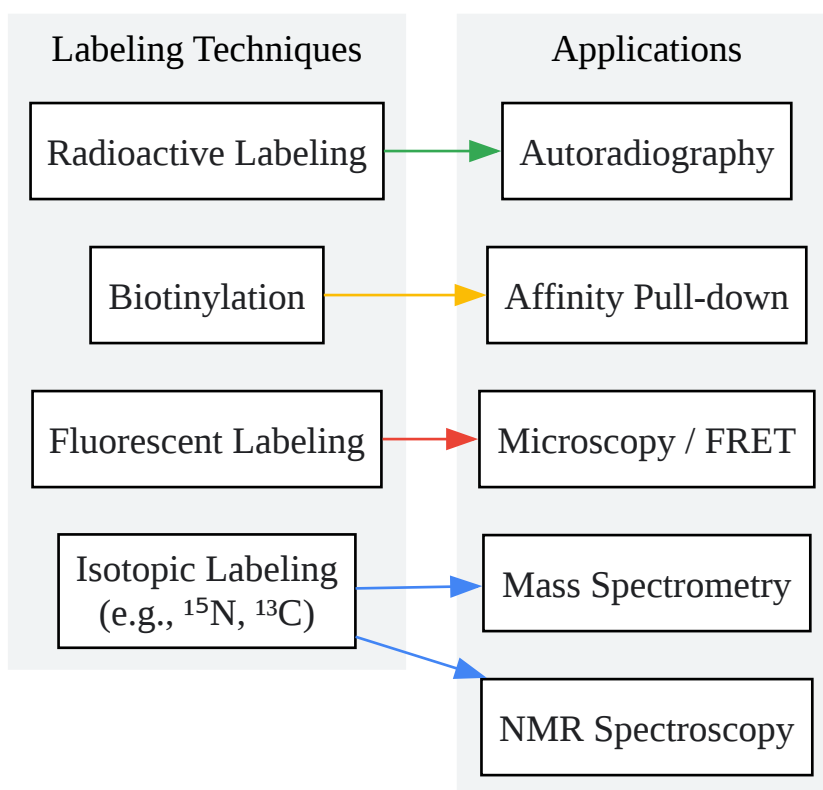 Labeling Techniques
Applications
Radioactive Labeling
Autoradiography
Biotinylation
Affinity Pull-down
Fluorescent Labeling
Microscopy / FRET
Isotopic Labeling
(e.g., ¹⁵N, ¹³C)
Mass Spectrometry
NMR Spectroscopy